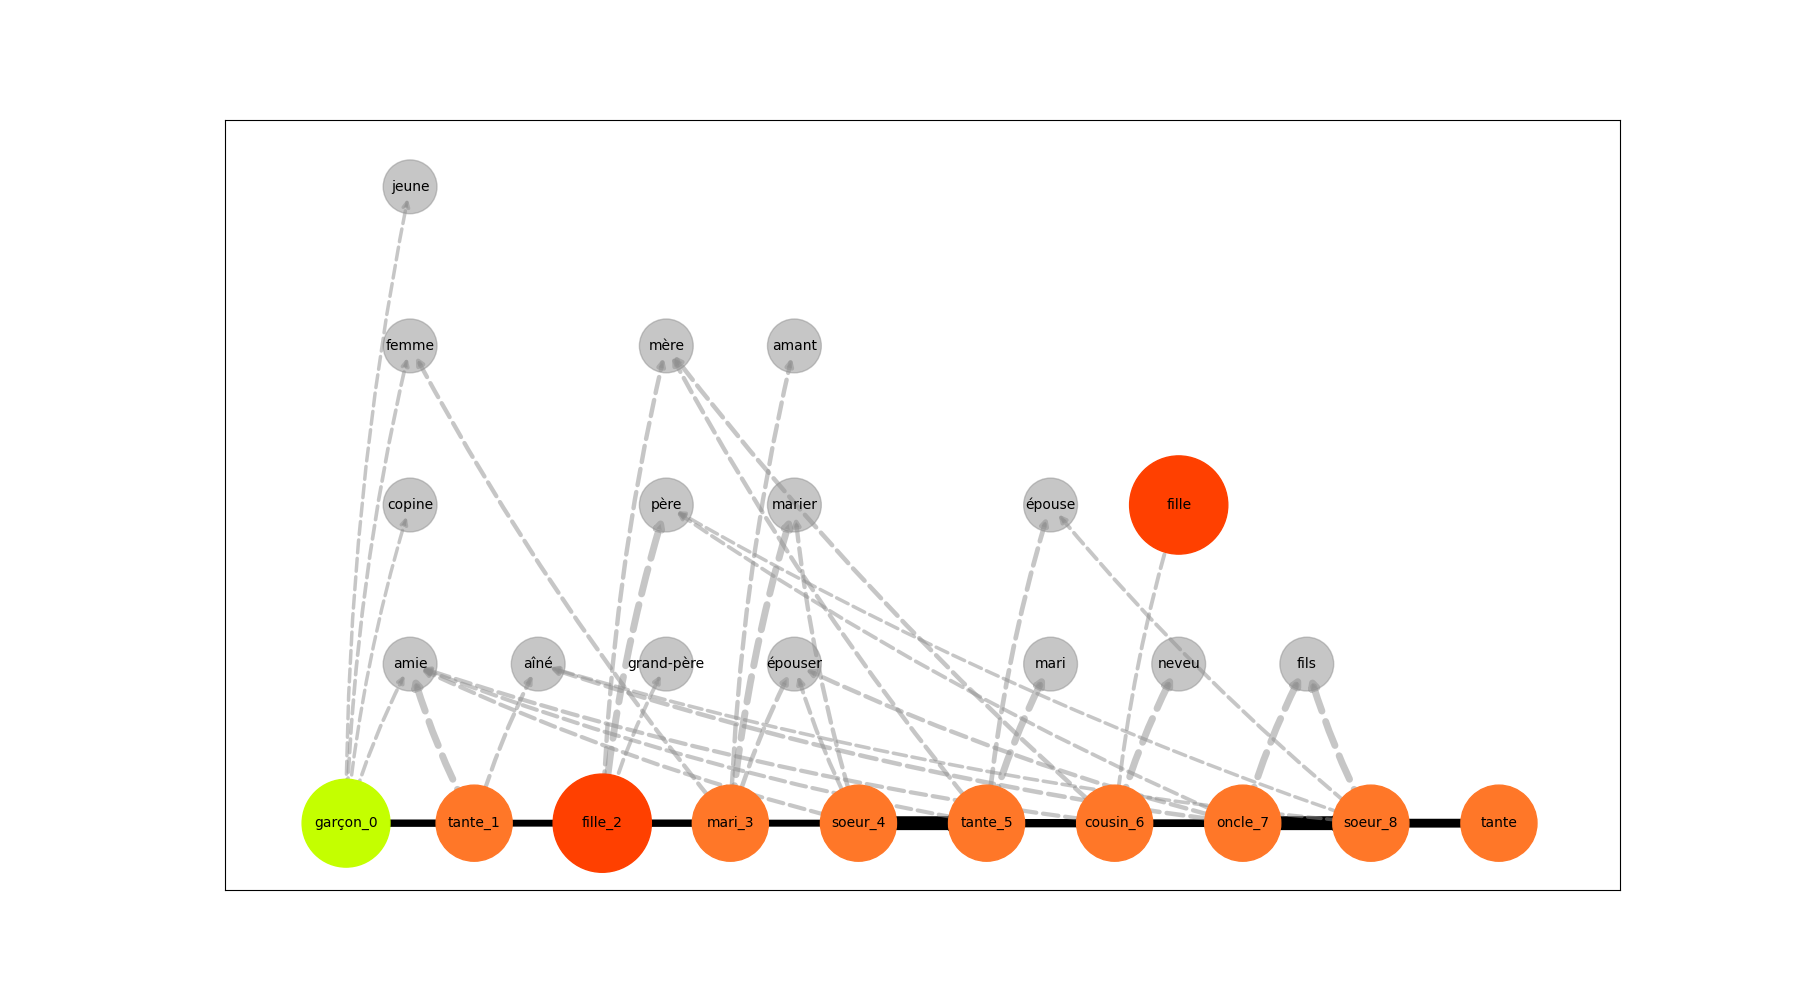 jeune
femme
mère
amant
copine
père
marier
épouse
fille
amie
aîné
grand-père
épouser
mari
neveu
fils
garçon_0
tante_1
fille_2
mari_3
soeur_4
tante_5
cousin_6
oncle_7
soeur_8
tante